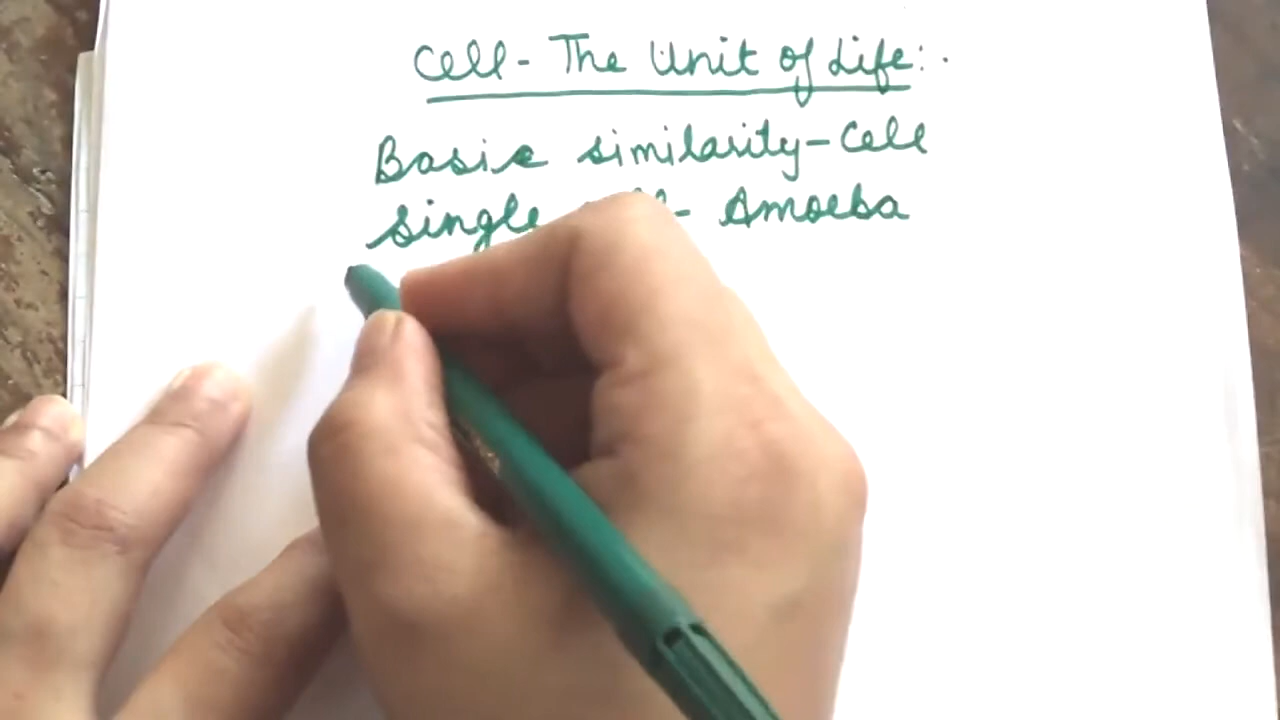 Cell - The Unit of Life :.
Basic similarity - Cell
single - Amoeba